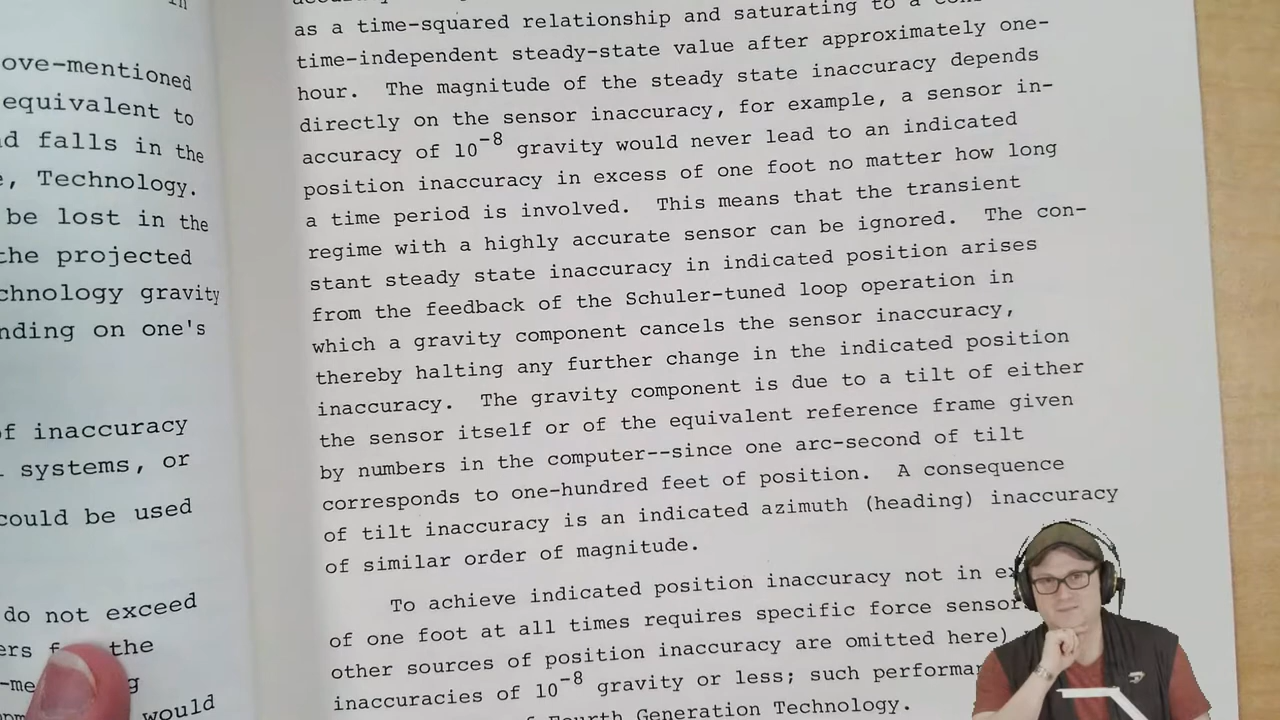 in
ove-mentioned
equivalent to
d falls in the
, Technology.
be lost in the
the projected
chnology gravity
nding on one's
of inaccuracy
systems, or
could be used
do not exceed
ers the
would
as a time-squared relationship and saturating to a
time-independent steady-state value after approximately one-
hour. The magnitude of the steady state inaccuracy depends
directly on the sensor inaccuracy, for example, a sensor in-
accuracy of 10⁻⁸ gravity would never lead to an indicated
position inaccuracy in excess of one foot no matter how long
a time period is involved. This means that the transient
regime with a highly accurate sensor can be ignored. The con-
stant steady state inaccuracy in indicated position arises
from the feedback of the Schuler-tuned loop operation in
which a gravity component cancels the sensor inaccuracy,
thereby halting any further change in the indicated position
inaccuracy. The gravity component is due to a tilt of either
the sensor itself or of the equivalent reference frame given
by numbers in the computer--since one arc-second of tilt
corresponds to one-hundred feet of position. A consequence
of tilt inaccuracy is an indicated azimuth (heading) inaccuracy
of similar order of magnitude.
To achieve indicated position inaccuracy not in ex
of one foot at all times requires specific force sensor
other sources of position inaccuracy are omitted here)
inaccuracies of 10⁻⁸ gravity or less; such performan
Fourth Generation Technology.